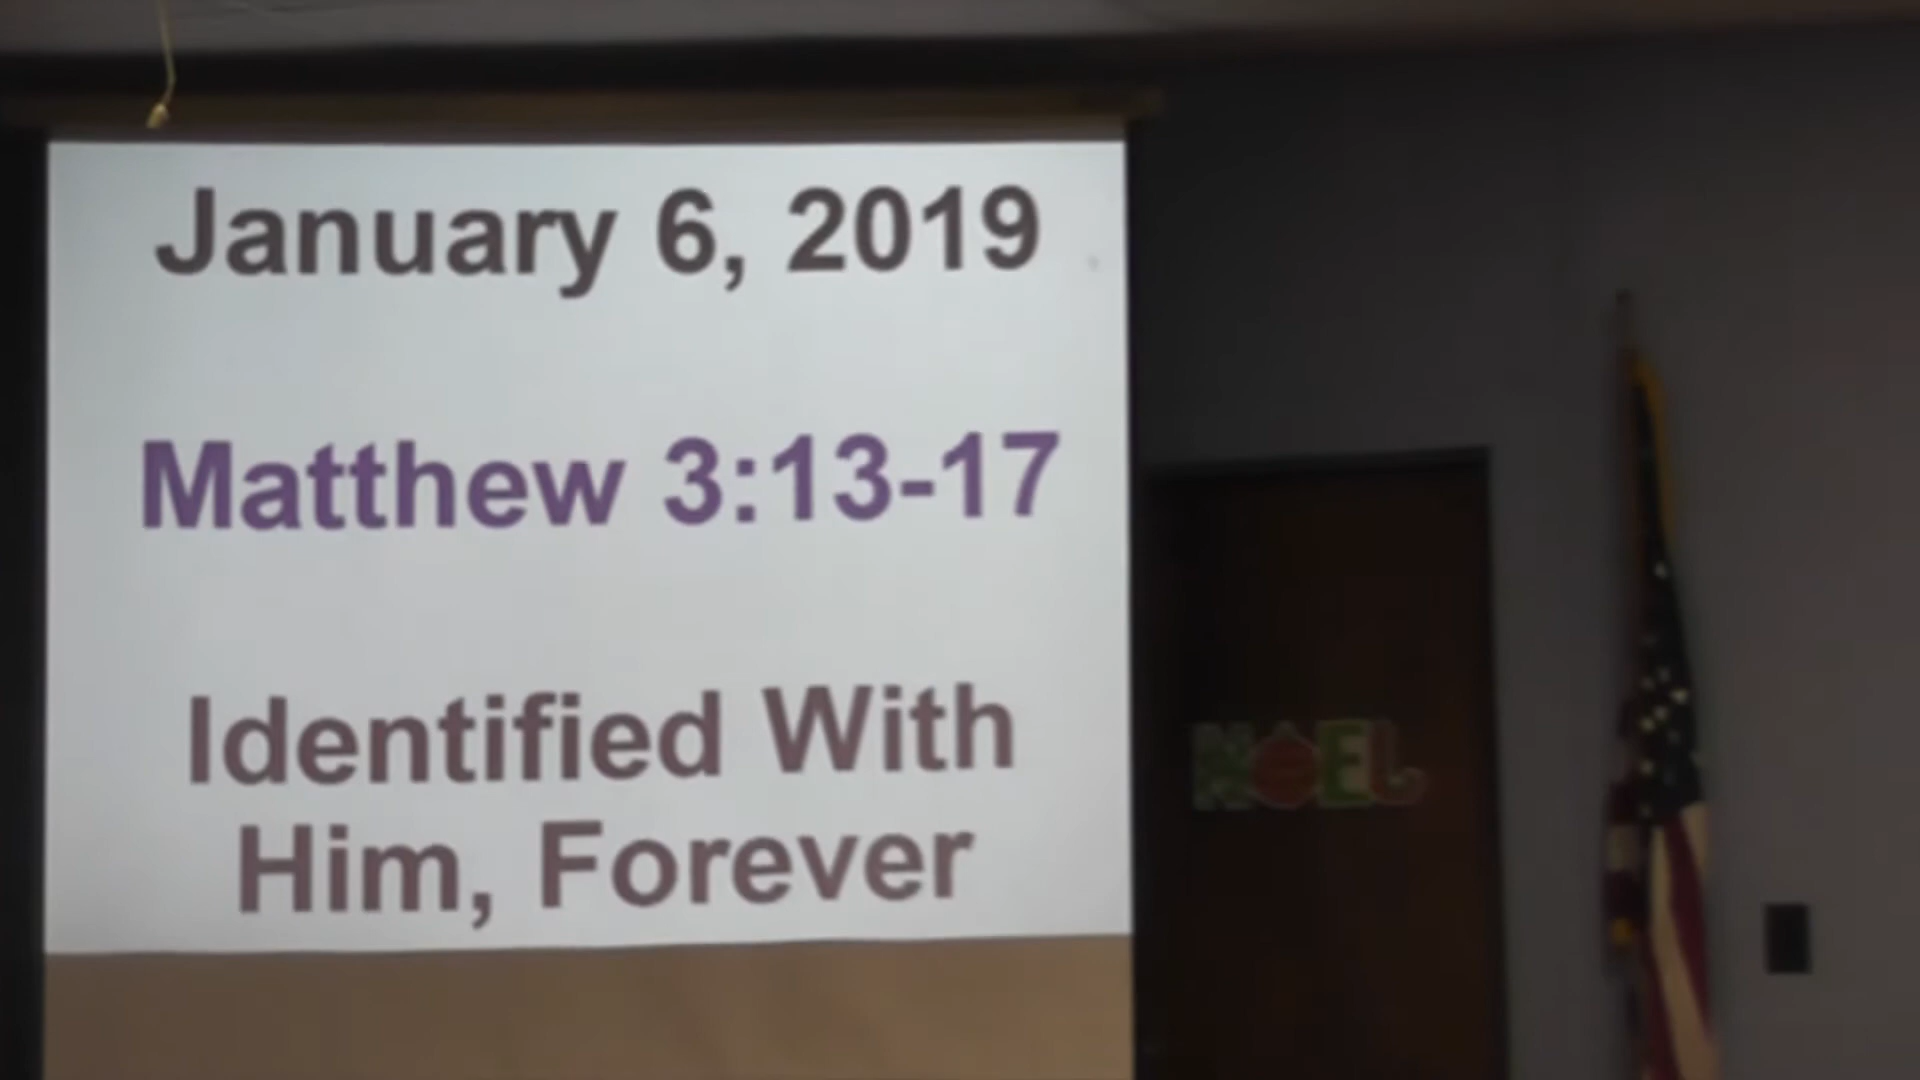 January 6, 2019
Matthew 3:13-17
Identified With
Him, Forever
NOEL